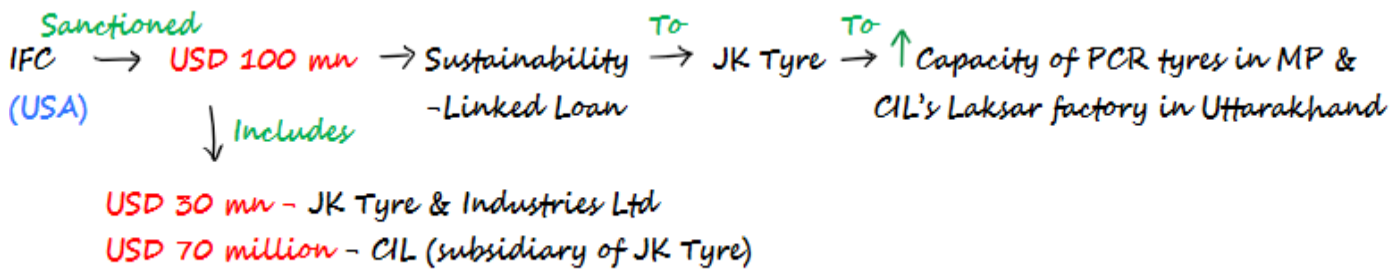 Sanctioned To To
IFC → USD 100 mn → Sustainability → JK Tyre → ↑ Capacity of PCR tyres in MP &
(USA) -Linked Loan CIL's Laksar factory in Uttarakhand
↓ Includes
USD 30 mn - JK Tyre & Industries Ltd
USD 70 million - CIL (subsidiary of JK Tyre)